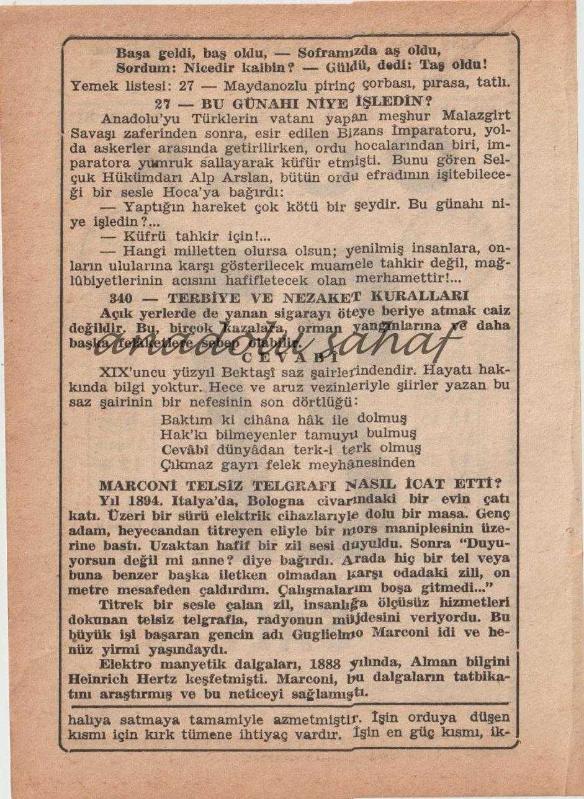 Başa geldi, baş oldu, — Soframızda aş oldu,
Sordum: Nicedir kalbin? — Güldü, dedi: Taş oldu!
Yemek listesi: 27 — Maydanozlu pirinç çorbası, pırasa, tatlı.
27 — BU GÜNAHI NİYE İŞLEDİN?
Anadolu'yu Türklerin vatanı yapan meşhur Malazgirt
Savaşı zaferinden sonra, esir edilen Bizans İmparatoru, yol-
da askerler arasında getirilirken, ordu hocalarından biri, im-
paratora yumruk sallayarak küfür etmişti. Bunu gören Sel-
çuk Hükümdarı Alp Arslan, bütün ordu efradının işitebilece-
ği bir sesle Hoca'ya bağırdı:
— Yaptığın hareket çok kötü bir şeydir. Bu günahı ni-
ye işledin?...
— Küfrü tahkir için!...
— Hangi milletten olursa olsun; yenilmiş insanlara, on-
ların ulularına karşı gösterilecek muamele tahkir değil, mağ-
lûbiyetlerinin acısını hafifletecek olan merhamettir!...
340 — TERBİYE VE NEZAKET KURALLARI
Açık yerlerde de yanan sigarayı öteye beriye atmak caiz
değildir. Bu, birçok kazalara, orman yangınlarına ve daha
başka felâketlere sebep olabilir.
anadolu sahaf
CEVABÎ
XIX'uncu yüzyıl Bektaşî saz şairlerindendir. Hayatı hak-
kında bilgi yoktur. Hece ve aruz vezinleriyle şiirler yazan bu
saz şairinin bir nefesinin son dörtlüğü:
Baktım ki cihâna hâk ile dolmuş
Hak'kı bilmeyenler tamuyu bulmuş
Cevâbî dünyâdan terk-i terk olmuş
Çıkmaz gayrı felek meyhânesinden
MARCONI TELSİZ TELGRAFI NASIL İCAT ETTİ?
Yıl 1894. Italya'da, Bologna civarındaki bir evin çatı
katı. Üzeri bir sürü elektrik cihazlarıyle dolu bir masa. Genç
adam, heyecandan titreyen eliyle bir mors maniplesinin üze-
rine bastı. Uzaktan hafif bir zil sesi duyuldu. Sonra "Duyu-
yorsun değil mi anne? diye bağırdı. Arada hiç bir tel veya
buna benzer başka iletken olmadan karşı odadaki zili, on
metre mesafeden çaldırdım. Çalışmalarım boşa gitmedi..."
Titrek bir sesle çalan zil, insanlığa ölçüsüz hizmetleri
dokunan telsiz telgrafla, radyonun müjdesini veriyordu. Bu
büyük işi başaran gencin adı Guglielmo Marconi idi ve he-
nüz yirmi yaşındaydı.
Elektro manyetik dalgaları, 1888 yılında, Alman bilgini
Heinrich Hertz keşfetmişti. Marconi, bu dalgaların tatbika-
tını araştırmış ve bu neticeyi sağlamıştı.
halıya satmaya tamamiyle azmetmiştir. İşin orduya düşen
kısmı için kırk tümene ihtiyaç vardır. İşin en güç kısmı, ik-